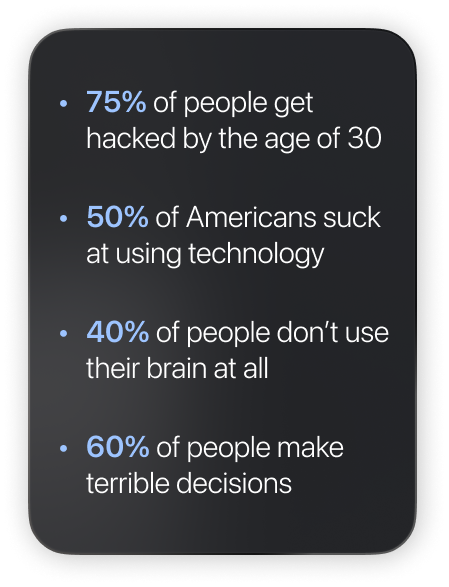 • 75% of people get
hacked by the age of 30
• 50% of Americans suck
at using technology
• 40% of people don’t use
their brain at all
• 60% of people make
terrible decisions